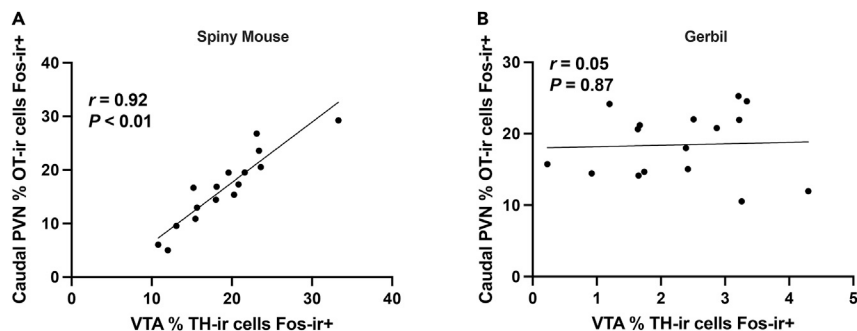 A
Spiny Mouse
Caudal PVN % OT-ir cells Fos-ir+
r = 0.92
P < 0.01
40
30
20
10
0
0 10 20 30 40
VTA % TH-ir cells Fos-ir+
B
Gerbil
Caudal PVN % OT-ir cells Fos-ir+
r = 0.05
P = 0.87
30
20
10
0
0 1 2 3 4 5
VTA % TH-ir cells Fos-ir+